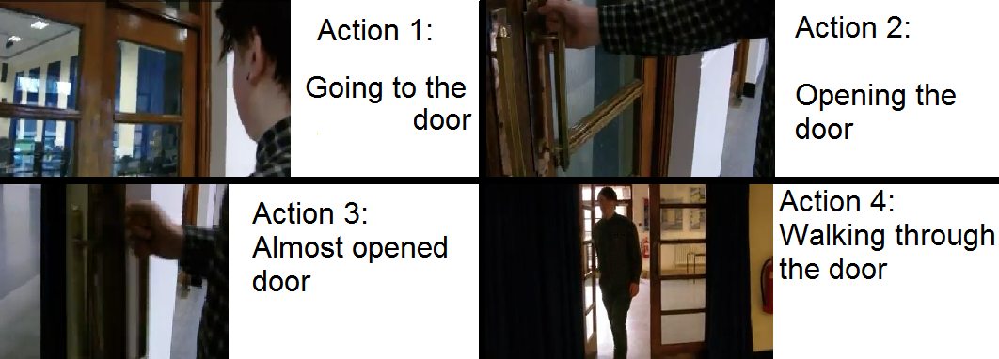 Action 1:
Going to the
door
Action 2:
Opening the
door
Action 3:
Almost opened
door
Action 4:
Walking through
the door